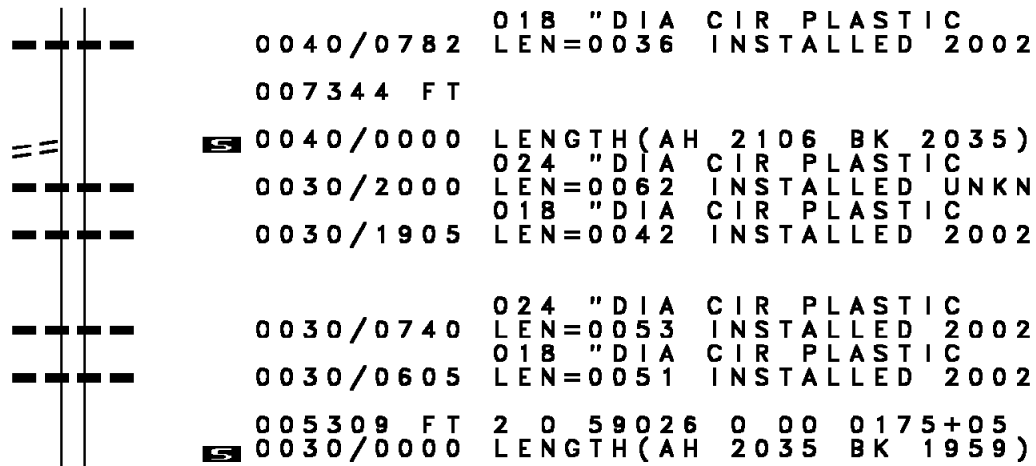 018 "DIA CIR PLASTIC
0040/0782 LEN=0036 INSTALLED 2002
007344 FT
S 0040/0000 LENGTH(AH 2106 BK 2035)
024 "DIA CIR PLASTIC
0030/2000 LEN=0062 INSTALLED UNKN
018 "DIA CIR PLASTIC
0030/1905 LEN=0042 INSTALLED 2002
024 "DIA CIR PLASTIC
0030/0740 LEN=0053 INSTALLED 2002
018 "DIA CIR PLASTIC
0030/0605 LEN=0051 INSTALLED 2002
005309 FT 2 0 59026 0 00 0175+05
S 0030/0000 LENGTH(AH 2035 BK 1959)